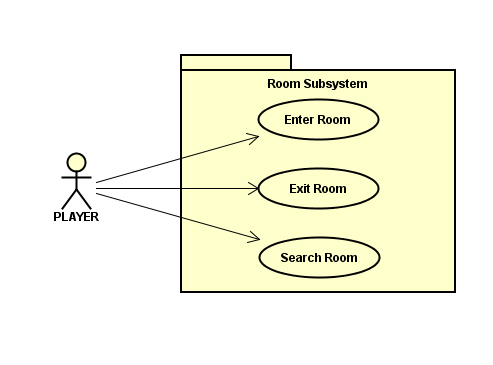 Room Subsystem
Enter Room
Exit Room
PLAYER
Search Room